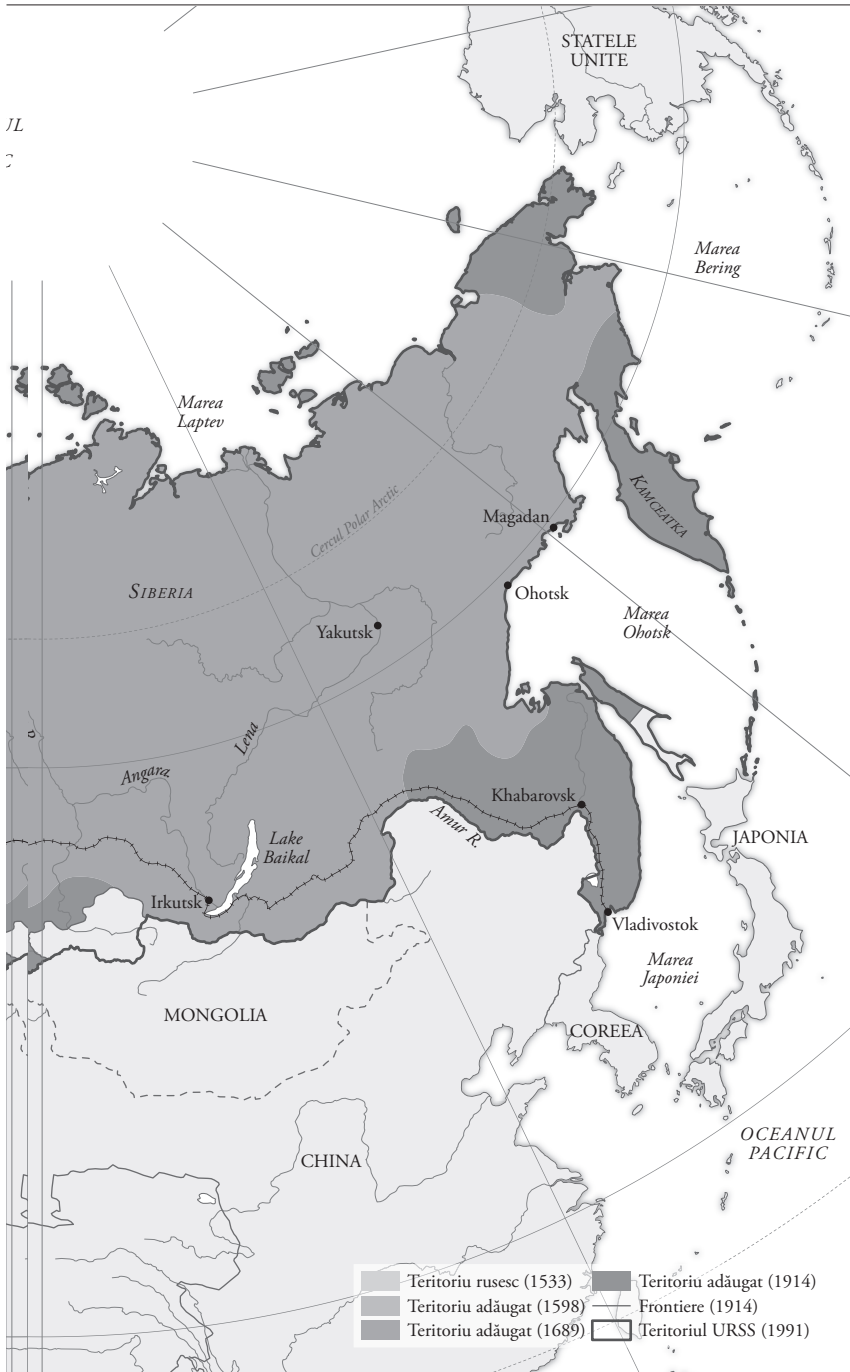 STATELE
UNITE
UL
Marea
Bering
Marea
Laptev
KAMCEATKA
Cercul Polar Arctic
Magadan
SIBERIA
Ohotsk
Marea
Ohotsk
Yakutsk
Lena
Angara
Khabarovsk
Amur R.
Lake
Baikal
JAPONIA
Irkutsk
Vladivostok
Marea
Japoniei
MONGOLIA
COREEA
OCEANUL
PACIFIC
CHINA
Teritoriu rusesc (1533)
Teritoriu adăugat (1598)
Teritoriu adăugat (1689)
Teritoriu adăugat (1914)
Frontiere (1914)
Teritoriul URSS (1991)